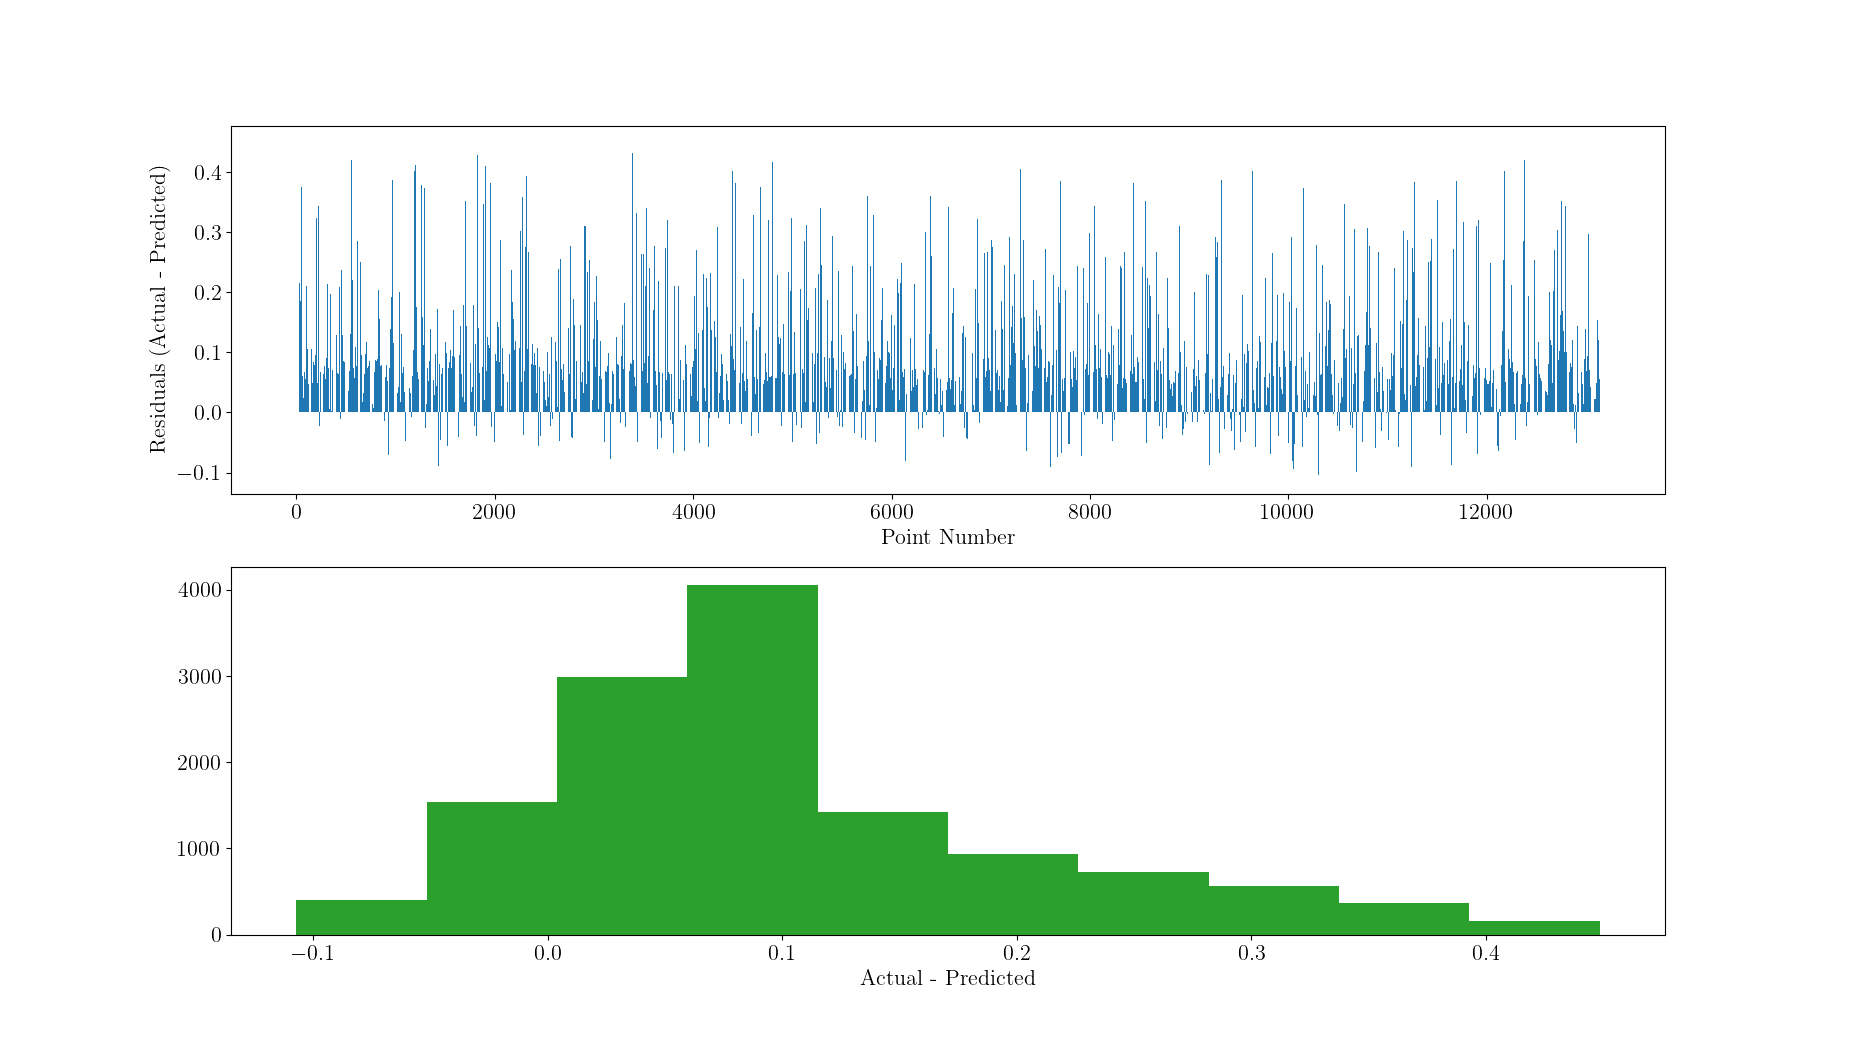 Residuals (Actual - Predicted)
0.4
0.3
0.2
0.1
0.0
−0.1
0 2000 4000 6000 8000 10000 12000
Point Number
4000
3000
2000
1000
0
−0.1 0.0 0.1 0.2 0.3 0.4
Actual - Predicted